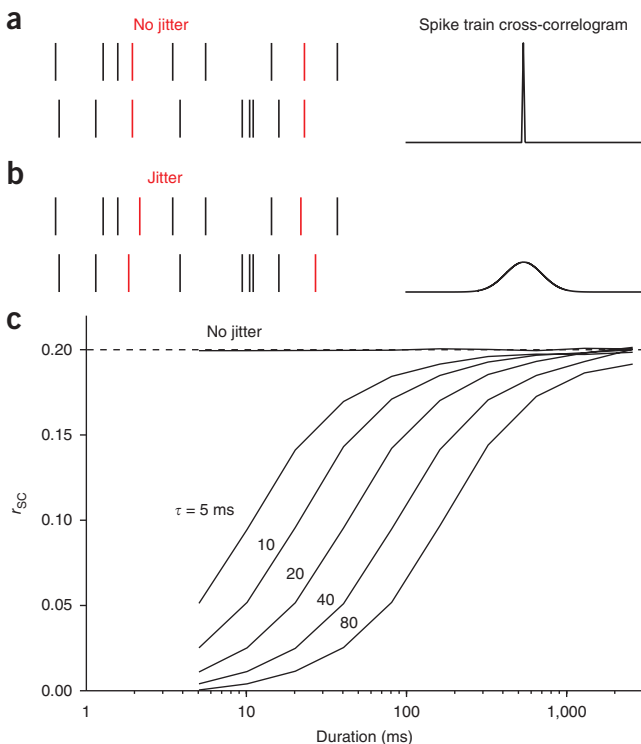 a
No jitter
Spike train cross-correlogram
b
Jitter
c
No jitter
0.20
0.15
0.10
0.05
0.00
rSC
τ = 5 ms
10
20
40
80
1
10
100
1,000
Duration (ms)